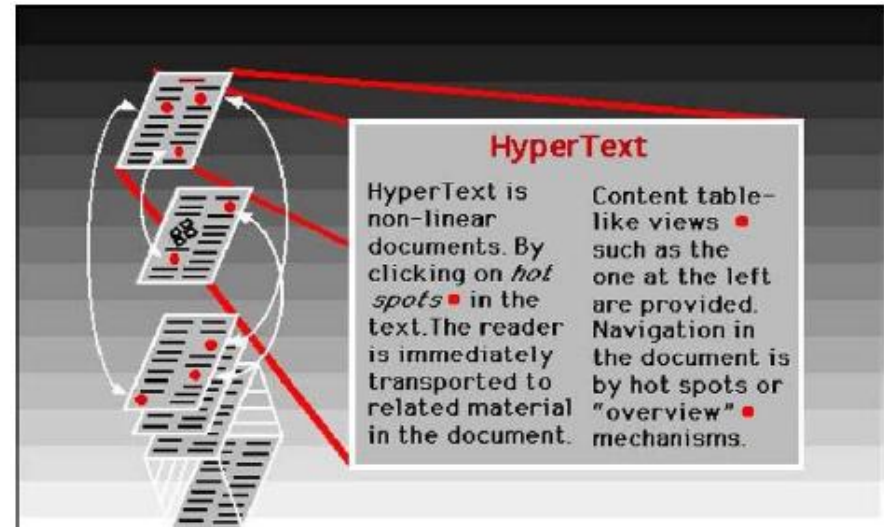 HyperText
HyperText is
non-linear
documents. By
clicking on hot
spots in the
text.The reader
is immediately
transported to
related material
in the document.
Content table-
like views
such as the
one at the left
are provided.
Navigation in
the document is
by hot spots or
"overview"
mechanisms.